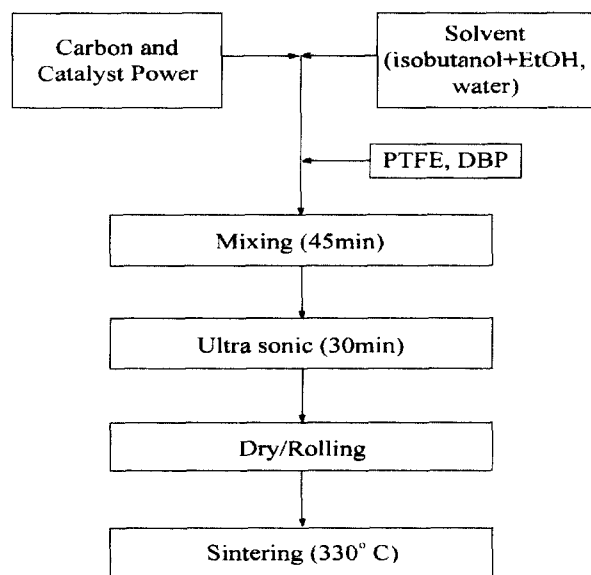 Carbon and
Catalyst Power
Solvent
(isobutanol+EtOH,
water)
PTFE, DBP
Mixing (45min)
Ultra sonic (30min)
Dry/Rolling
Sintering (330° C)